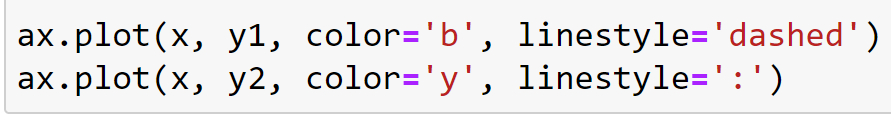 ax.plot(x, y1, color='b', linestyle='dashed')
ax.plot(x, y2, color='y', linestyle=':')